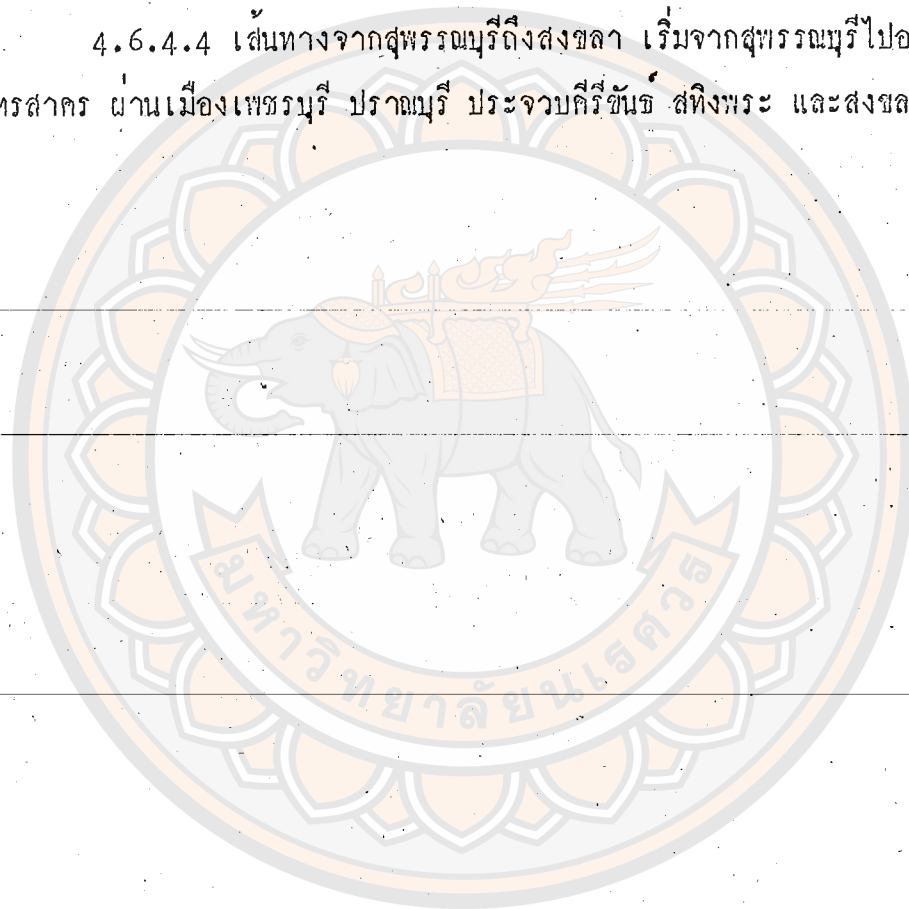 4.6.4.4 เส้นทางจากสุพรรณบุรีถึงสงขลา เริ่มจากสุพรรณบุรีไปอ
ทรสาคร ผ่านเมืองเพชรบุรี ปราณบุรี ประจวบคีรีขันธ์ สทิงพระ และสงขล
มหาวิทยาลัยนเรศวร